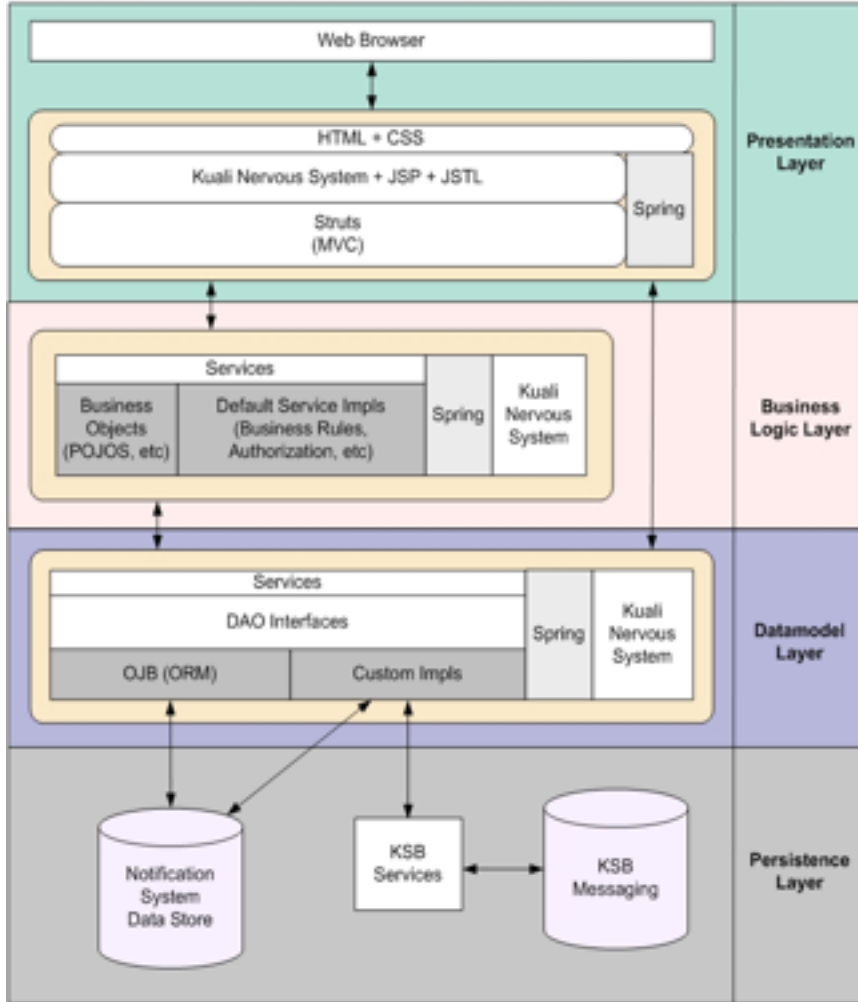 Web Browser
HTML + CSS
Kuali Nervous System + JSP + JSTL
Struts
(MVC)
Spring
Presentation
Layer
Services
Business
Objects
(POJOS, etc)
Default Service Impls
(Business Rules,
Authorization, etc)
Spring
Kuali
Nervous
System
Business
Logic Layer
Services
DAO Interfaces
OJB (ORM)
Custom Impls
Spring
Kuali
Nervous
System
Datamodel
Layer
Notification
System
Data Store
KSB
Services
KSB
Messaging
Persistence
Layer